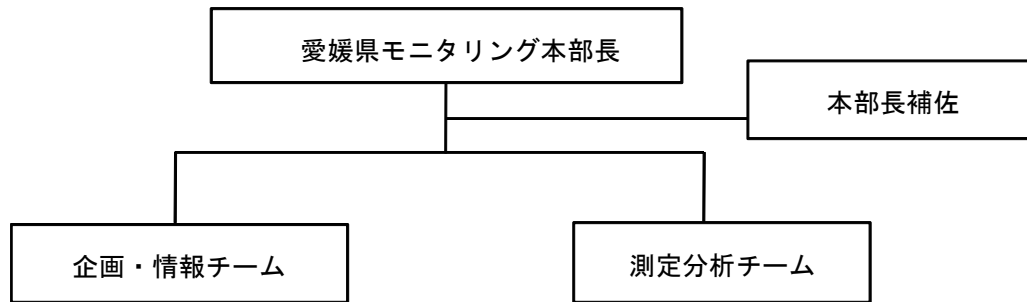 愛媛県モニタリング本部長
本部長補佐
企画・情報チーム
測定分析チーム